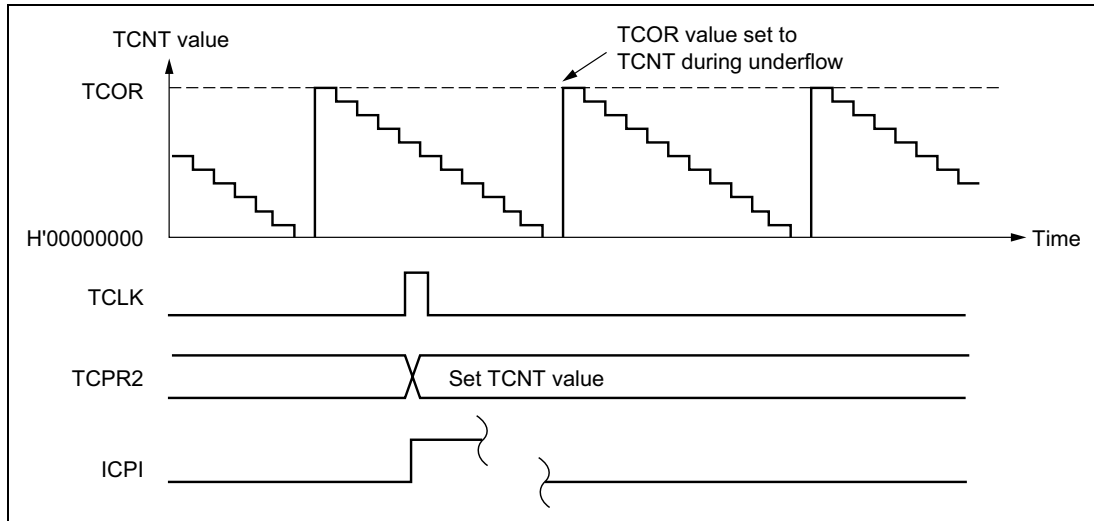 TCNT value
TCOR value set to
TCNT during underflow
TCOR
H'00000000
Time
TCLK
TCPR2
Set TCNT value
ICPI